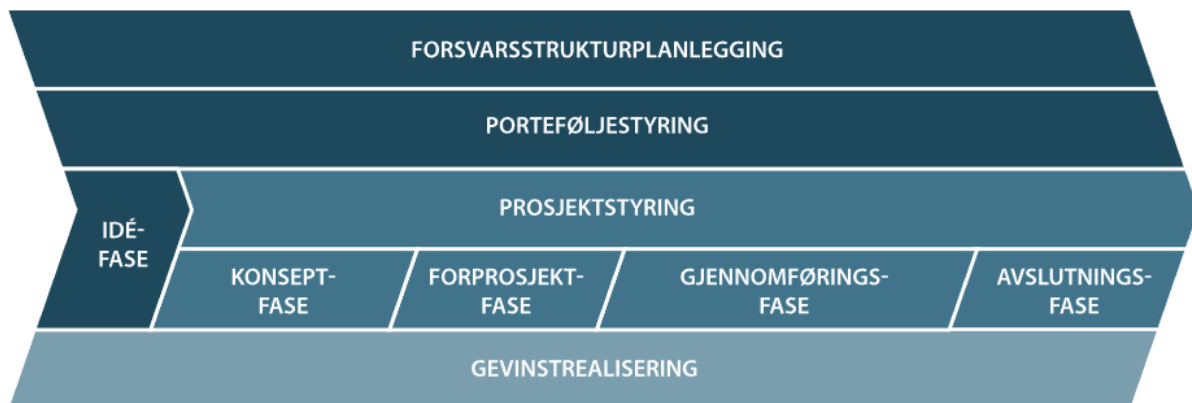 FORSVARSSTRUKTURPLANLEGGING
PORTEFØLJESTYRING
PROSJEKTSTYRING
IDÉ-
FASE
KONSEPT-
FASE
FORPROSJEKT-
FASE
GJENNOMFØRINGS-
FASE
AVSLUTNINGS-
FASE
GEVINSTREALISERING